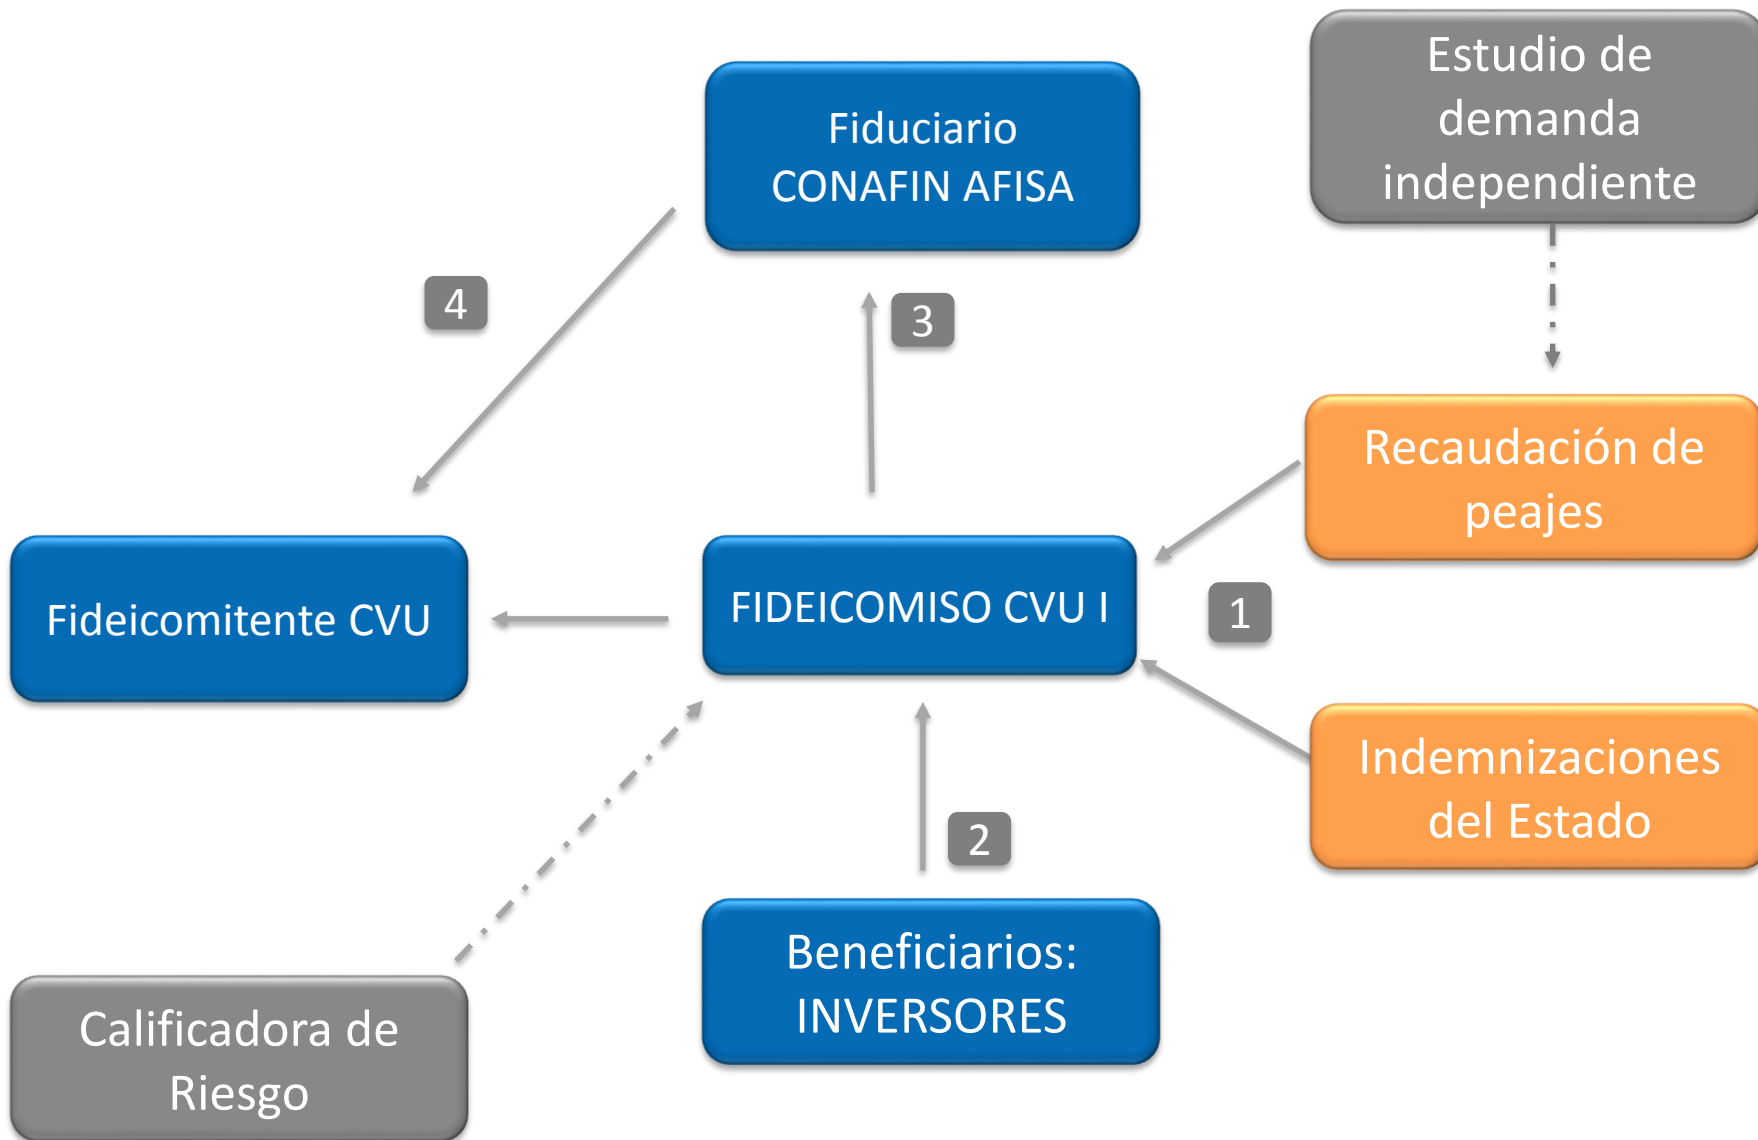 Estudio de
demanda
independiente
Fiduciario
CONAFIN AFISA
4
3
Recaudación de
peajes
Fideicomitente CVU
FIDEICOMISO CVU I
1
Indemnizaciones
del Estado
2
Beneficiarios:
INVERSORES
Calificadora de
Riesgo